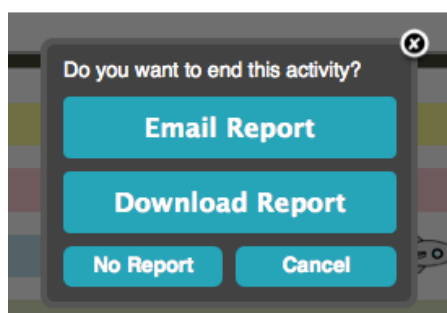 Do you want to end this activity?
Email Report
Download Report
No Report Cancel